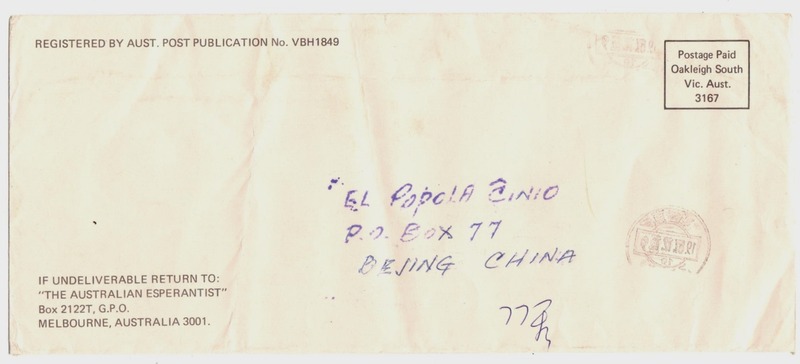 REGISTERED BY AUST. POST PUBLICATION No. VBH1849
Postage Paid
Oakleigh South
Vic. Aust.
3167
EL POPOLA ĈINIO
P.O. BOX 77
BEJING CHINA
IF UNDELIVERABLE RETURN TO:
"THE AUSTRALIAN ESPERANTIST"
Box 2122T, G.P.O.
MELBOURNE, AUSTRALIA 3001.